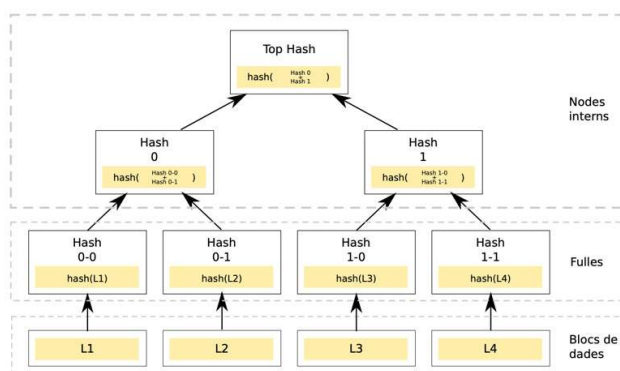 Top Hash
hash( Hash 0 + Hash 1 )
Nodes
interns
Hash
0
hash( Hash 0-0 + Hash 0-1 )
Hash
1
hash( Hash 1-0 + Hash 1-1 )
Hash
0-0
hash(L1)
Hash
0-1
hash(L2)
Hash
1-0
hash(L3)
Hash
1-1
hash(L4)
Fulles
L1
L2
L3
L4
Blocs de
dades